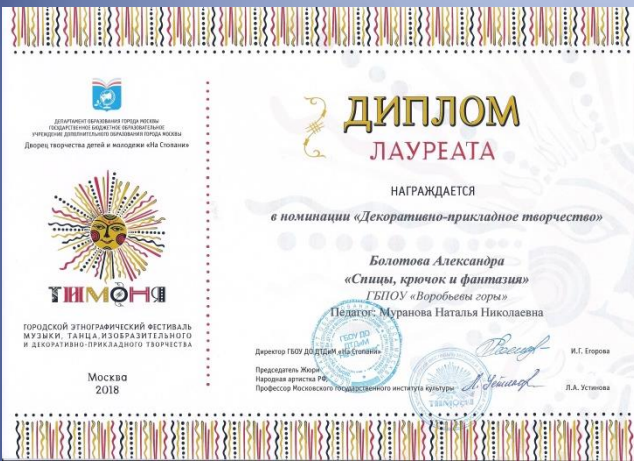 ДЕПАРТАМЕНТ ОБРАЗОВАНИЯ ГОРОДА МОСКВЫ
ГОСУДАРСТВЕННОЕ БЮДЖЕТНОЕ ОБРАЗОВАТЕЛЬНОЕ
УЧРЕЖДЕНИЕ ДОПОЛНИТЕЛЬНОГО ОБРАЗОВАНИЯ ГОРОДА МОСКВЫ
Дворец творчества детей и молодежи «На Стопани»
ТИМОНЯ
ГОРОДСКОЙ ЭТНОГРАФИЧЕСКИЙ ФЕСТИВАЛЬ
МУЗЫКИ, ТАНЦА, ИЗОБРАЗИТЕЛЬНОГО
И ДЕКОРАТИВНО-ПРИКЛАДНОГО ТВОРЧЕСТВА
Москва
2018
ДИПЛОМ
ЛАУРЕАТА
НАГРАЖДАЕТСЯ
в номинации «Декоративно-прикладное творчество»
Болотова Александра
«Спицы, крючок и фантазия»
ГБПОУ «Воробьевы горы»
Педагог: Муранова Наталья Николаевна
Директор ГБОУ ДО ДТДиМ «На Стопани»
И.Г. Егорова
Председатель Жюри
Народная артистка РФ,
Профессор Московского государственного института культуры
Л.А. Устинова
ГБОУ ДО
ДТДиМ